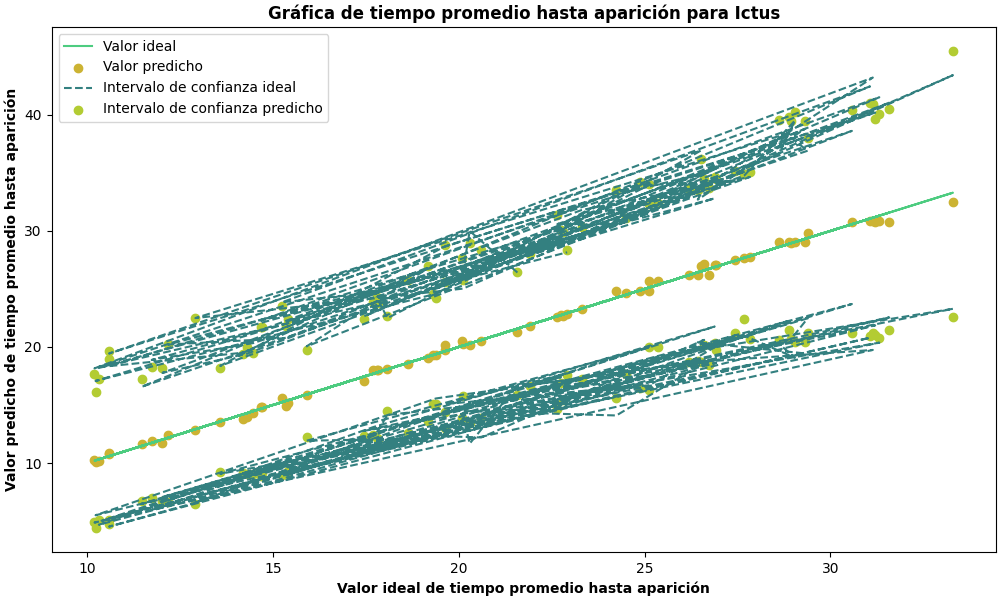 Gráfica de tiempo promedio hasta aparición para Ictus
Valor ideal
Valor predicho
Intervalo de confianza ideal
Intervalo de confianza predicho
Valor predicho de tiempo promedio hasta aparición
40
30
20
10
10 15 20 25 30
Valor ideal de tiempo promedio hasta aparición